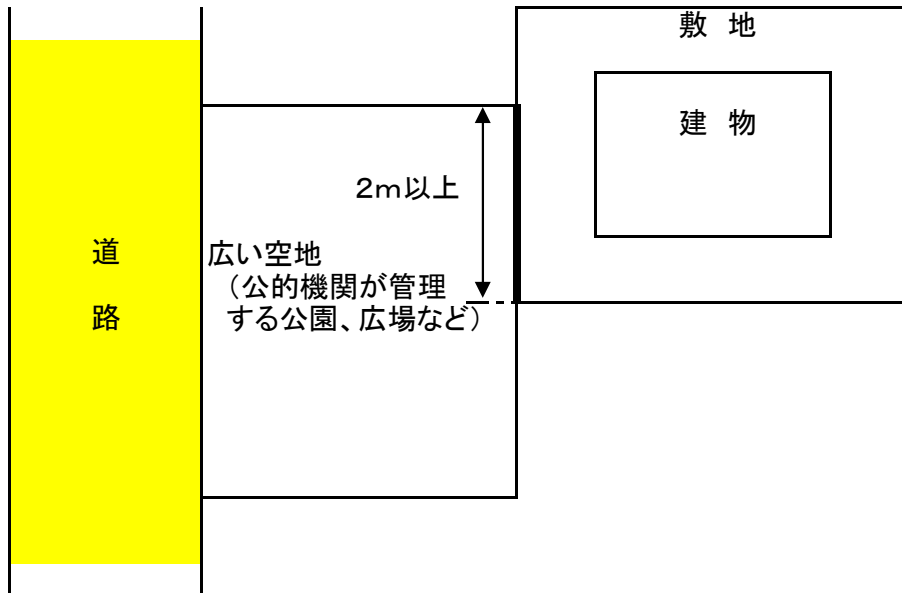 敷 地
建 物
2m以上
道
路
広い空地
（公的機関が管理
する公園、広場など）